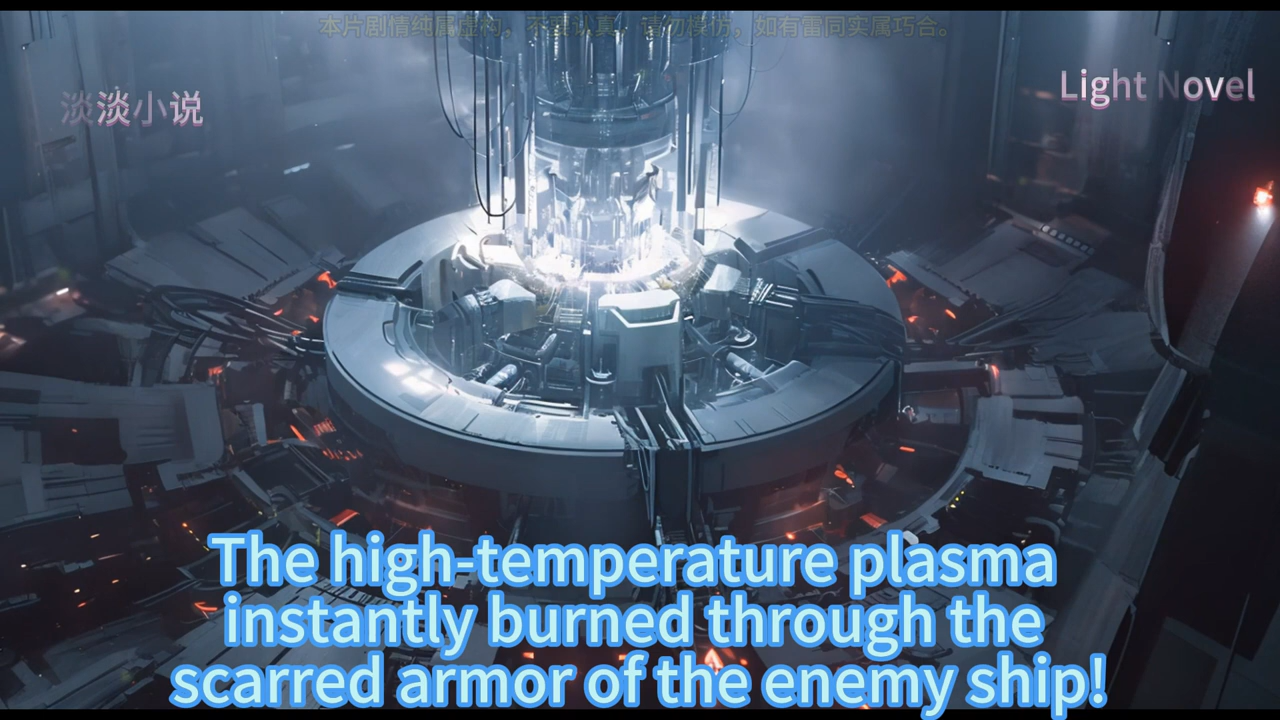 本片剧情纯属虚构，不要认真，请勿模仿，如有雷同实属巧合。
淡淡小说
Light Novel
The high-temperature plasma
instantly burned through the
scarred armor of the enemy ship!